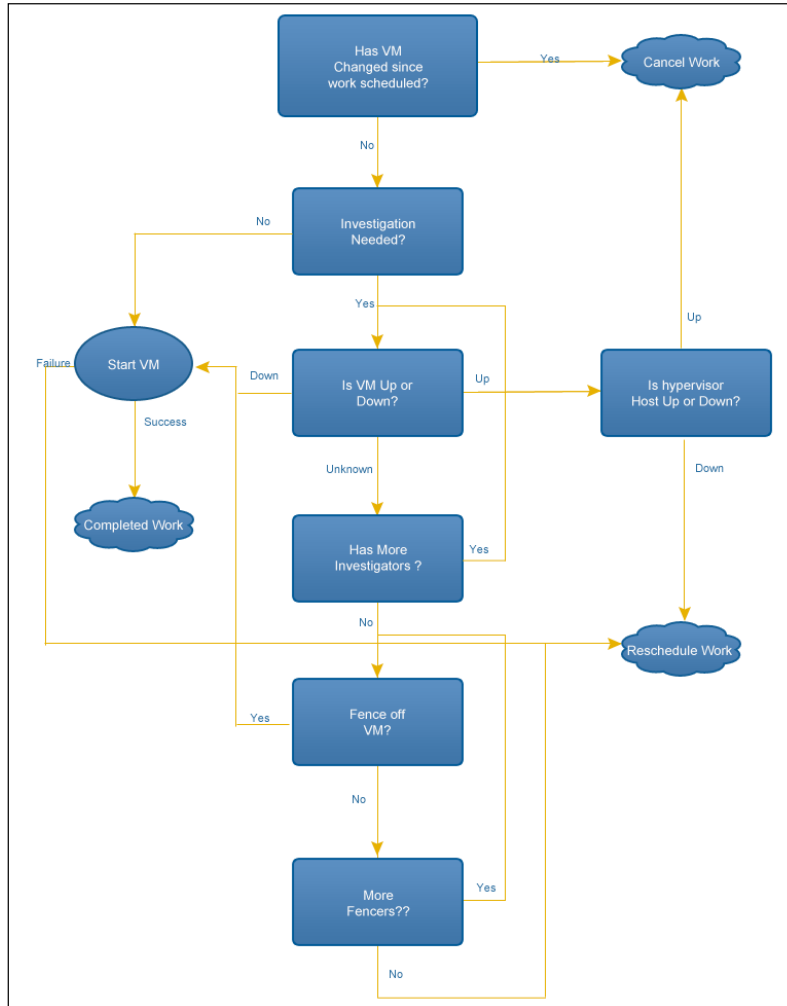 Has VM
Changed since
work scheduled?
Yes
Cancel Work
No
Investigation
Needed?
No
Yes
Up
Failure
Start VM
Down
Is VM Up or
Down?
Up
Is hypervisor
Host Up or Down?
Success
Unknown
Down
Completed Work
Has More
Investigators ?
Yes
No
Reschedule Work
Yes
Fence off
VM?
No
More
Fencers??
Yes
No